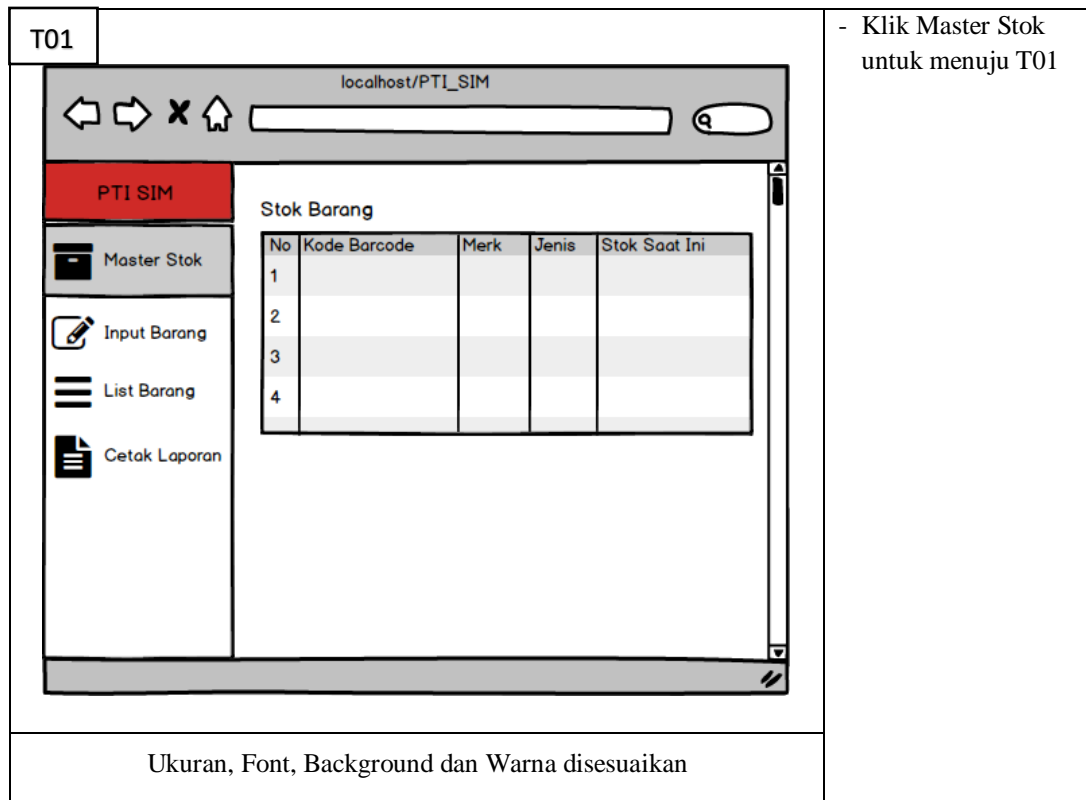 T01
- Klik Master Stok
untuk menuju T01
localhost/PTI_SIM
PTI SIM
Master Stok
Input Barang
List Barang
Cetak Laporan
Stok Barang
No Kode Barcode Merk Jenis Stok Saat Ini
1
2
3
4
Ukuran, Font, Background dan Warna disesuaikan